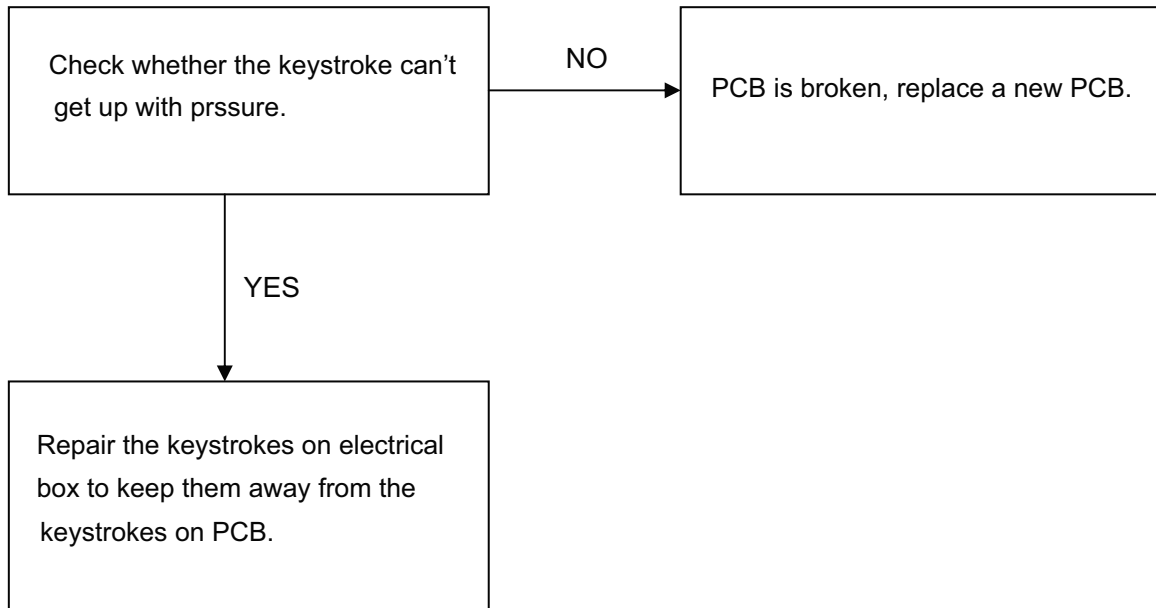 Check whether the keystroke can't
get up with prssure.
NO
PCB is broken, replace a new PCB.
YES
Repair the keystrokes on electrical
box to keep them away from the
keystrokes on PCB.